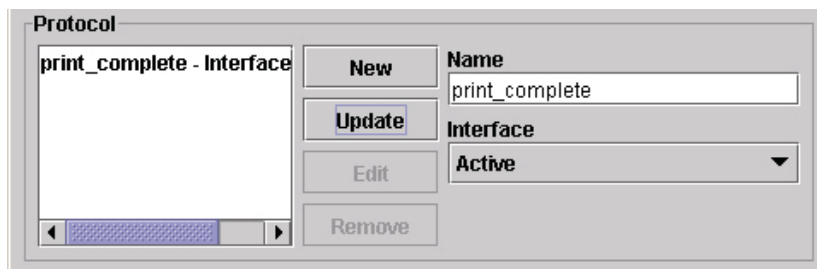 Protocol
print_complete - Interface
New
Update
Edit
Remove
Name
print_complete
Interface
Active